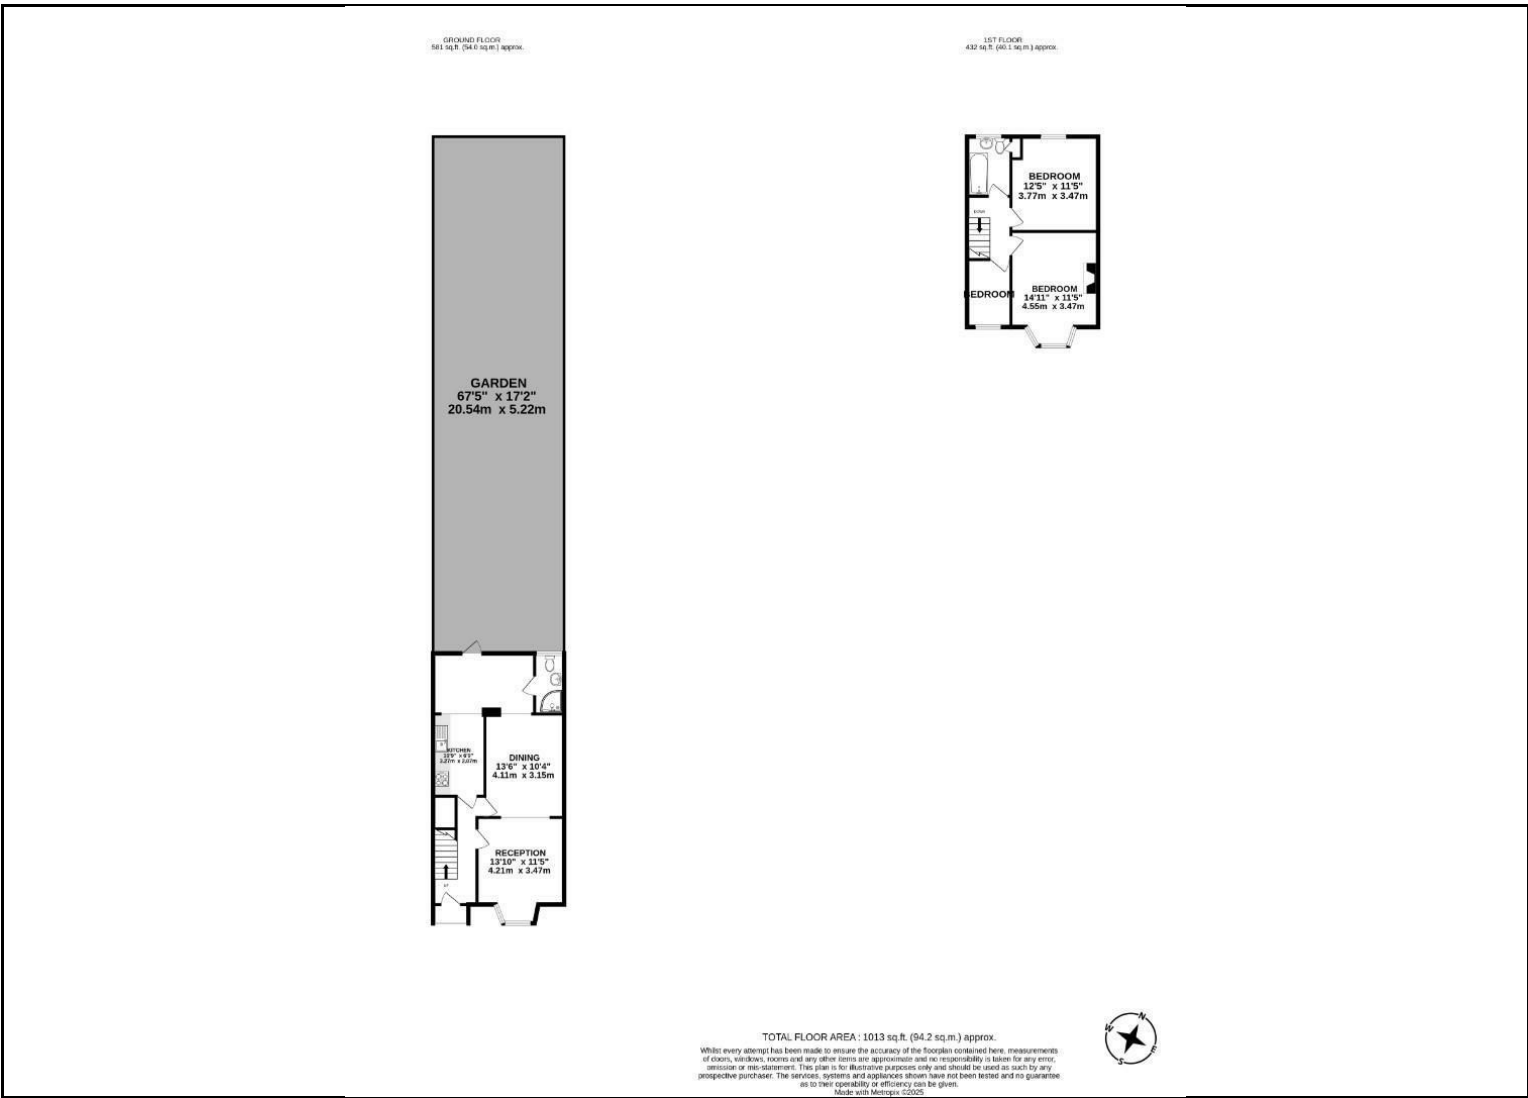 GROUND FLOOR
581 sq.ft. (54.0 sq.m.) approx.
1ST FLOOR
432 sq.ft. (40.1 sq.m.) approx.
BEDROOM
12'5" x 11'5"
3.77m x 3.47m
DOWN
BEDROOM
BEDROOM
14'11" x 11'5"
4.55m x 3.47m
GARDEN
67'5" x 17'2"
20.54m x 5.22m
KITCHEN
DINING
13'6" x 10'4"
4.11m x 3.15m
RECEPTION
13'10" x 11'5"
4.21m x 3.47m
UP
N
W
E
S
TOTAL FLOOR AREA : 1013 sq.ft. (94.2 sq.m.) approx.
Whilst every attempt has been made to ensure the accuracy of the floorplan contained here, measurements
of doors, windows, rooms and any other items are approximate and no responsibility is taken for any error,
omission or mis-statement. This plan is for illustrative purposes only and should be used as such by any
prospective purchaser. The services, systems and appliances shown have not been tested and no guarantee
as to their operability or efficiency can be given.
Made with Metropix ©2025